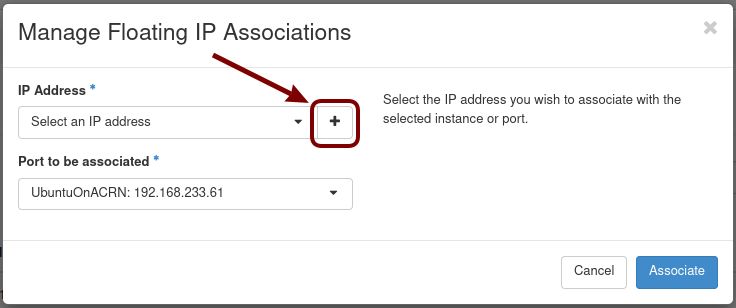 Manage Floating IP Associations
×
IP Address *
Select an IP address
+
Select the IP address you wish to associate with the
selected instance or port.
Port to be associated *
UbuntuOnACRN: 192.168.233.61
Cancel
Associate